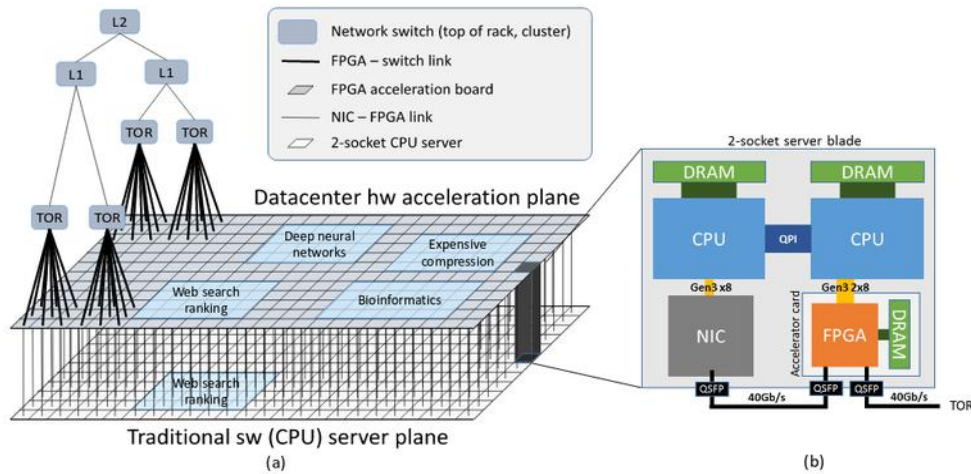 L2
L1
L1
TOR
TOR
TOR
TOR
Network switch (top of rack, cluster)
FPGA – switch link
FPGA acceleration board
NIC – FPGA link
2-socket CPU server
Datacenter hw acceleration plane
Deep neural
networks
Expensive
compression
Web search
ranking
Bioinformatics
Web search
ranking
Traditional sw (CPU) server plane
(a)
2-socket server blade
DRAM
DRAM
CPU
QPI
CPU
Gen3 x8
Gen3 2x8
NIC
Accelerator card
FPGA
DRAM
QSFP
QSFP
QSFP
40Gb/s
40Gb/s
TOR
(b)